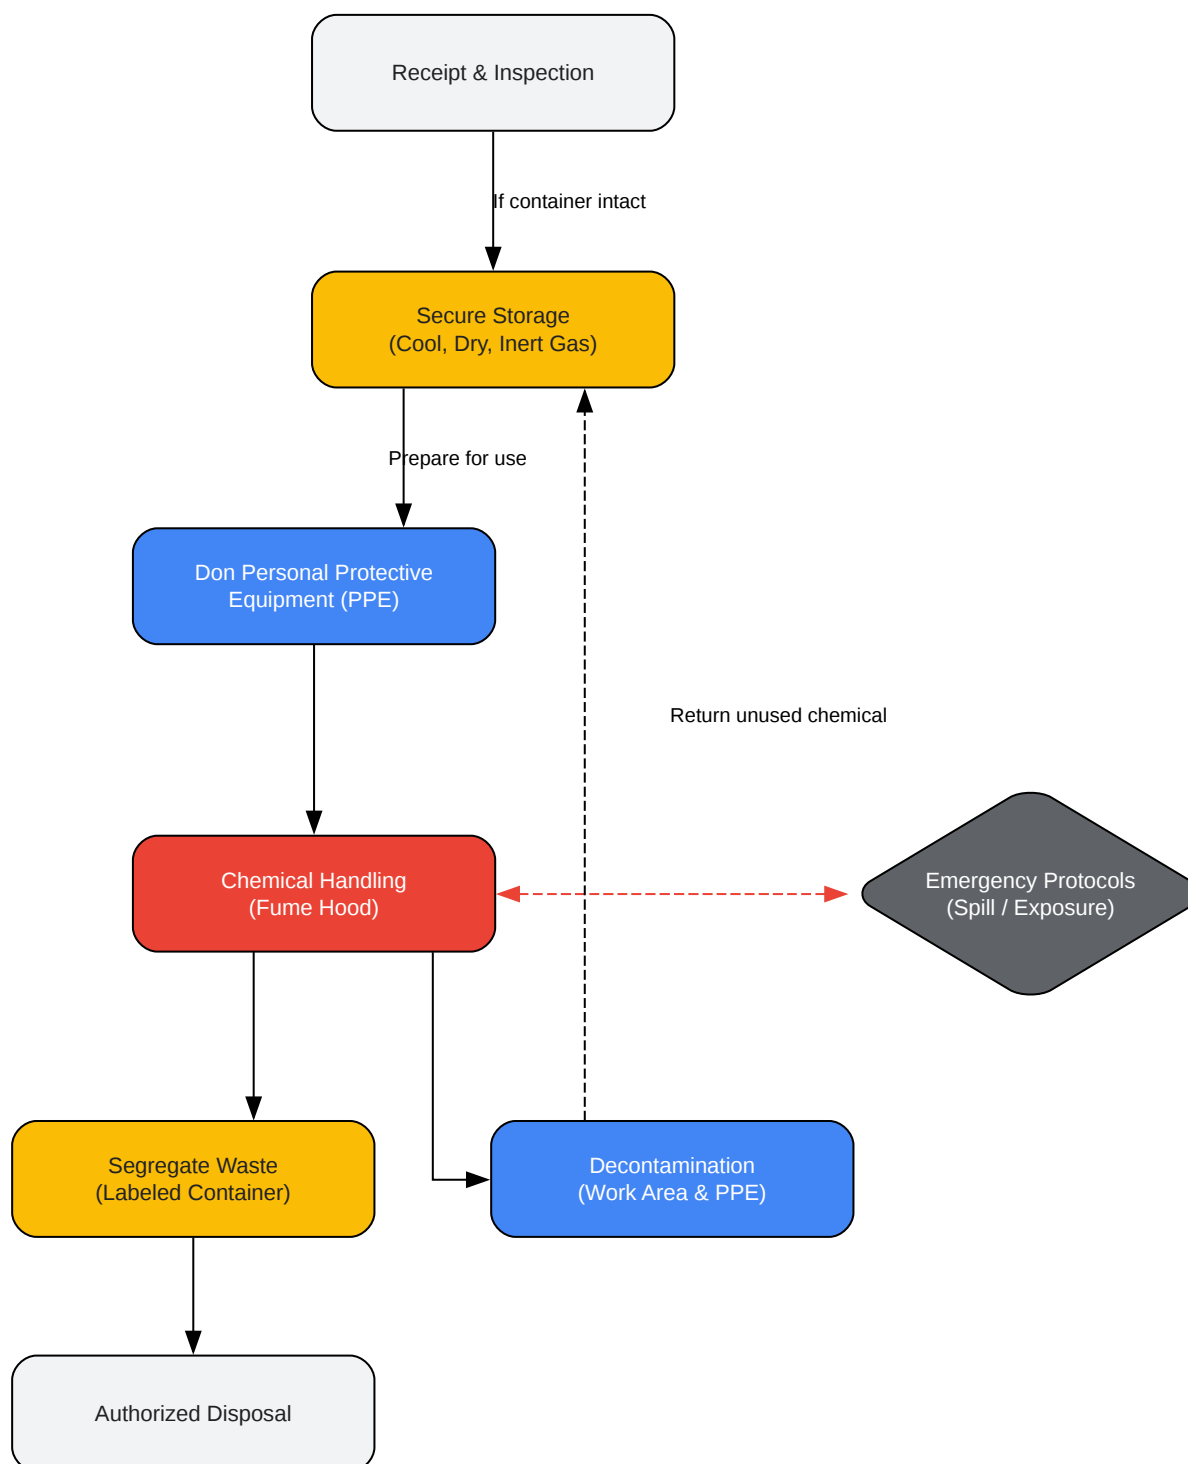 Receipt & Inspection
If container intact
Secure Storage
(Cool, Dry, Inert Gas)
Prepare for use
Don Personal Protective
Equipment (PPE)
Return unused chemical
Chemical Handling
(Fume Hood)
Emergency Protocols
(Spill / Exposure)
Segregate Waste
(Labeled Container)
Decontamination
(Work Area & PPE)
Authorized Disposal